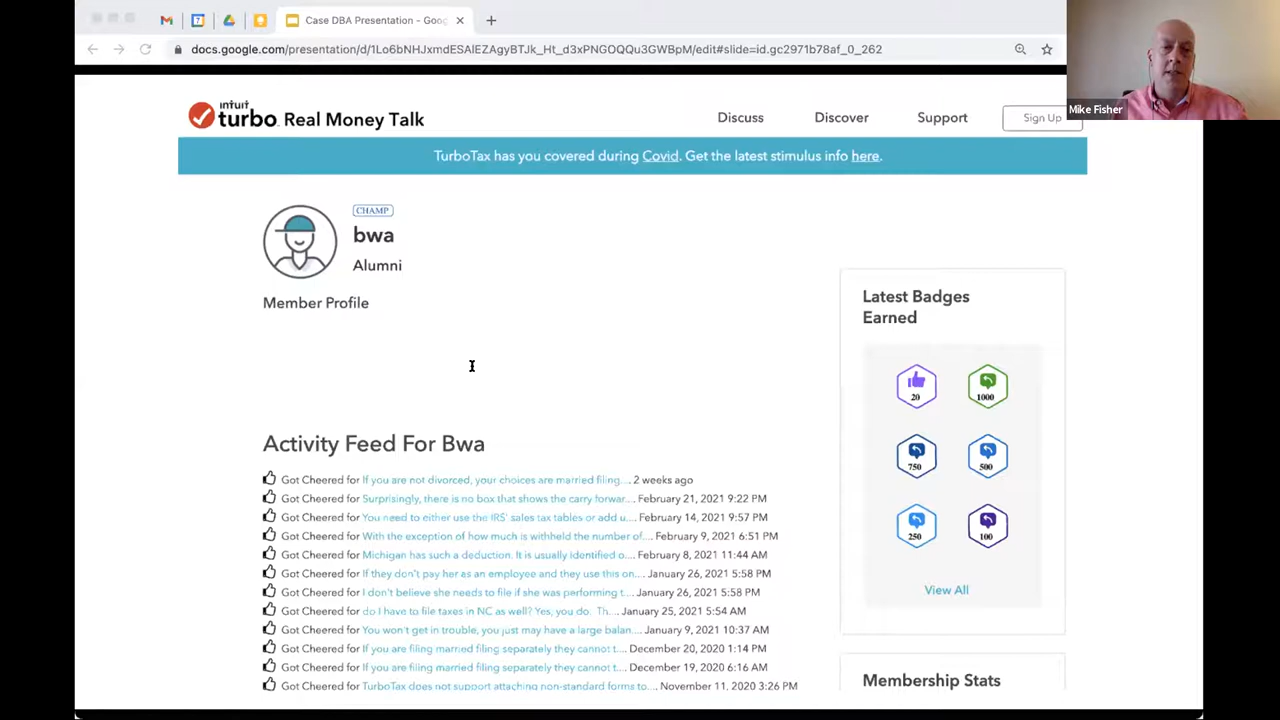 Case DBA Presentation - Goog
docs.google.com/presentation/d/1Lo6bNHJxmdESAlEZAgyBTJk_Ht_d3xPNGOQQu3GWBpM/edit#slide=id.gc2971b78af_0_262
Mike Fisher
intuit
turbo Real Money Talk
Discuss
Discover
Support
Sign Up
TurboTax has you covered during Covid. Get the latest stimulus info here.
CHAMP
bwa
Alumni
Member Profile
Activity Feed For Bwa
Got Cheered for If you are not divorced, your choices are married filing... 2 weeks ago
Got Cheered for Surprisingly, there is no box that shows the carry forwar... February 21, 2021 9:22 PM
Got Cheered for You need to either use the IRS' sales tax tables or add u... February 14, 2021 9:57 PM
Got Cheered for With the exception of how much is withheld the number of... February 9, 2021 6:51 PM
Got Cheered for Michigan has such a deduction. It is usually identified o.... February 8, 2021 11:44 AM
Got Cheered for If they don't pay her as an employee and they use this on... January 26, 2021 5:58 PM
Got Cheered for I don't believe she needs to file if she was performing t... January 26, 2021 5:58 PM
Got Cheered for do I have to file taxes in NC as well? Yes, you do. Th... January 25, 2021 5:54 AM
Got Cheered for You won't get in trouble, you just may have a large balan... January 9, 2021 10:37 AM
Got Cheered for If you are filing married filing separately they cannot t... December 20, 2020 1:14 PM
Got Cheered for If you are filing married filing separately they cannot t... December 19, 2020 6:16 AM
Got Cheered for TurboTax does not support attaching non-standard forms to... November 11, 2020 3:26 PM
Latest Badges
Earned
20
1000
750
500
250
100
View All
Membership Stats